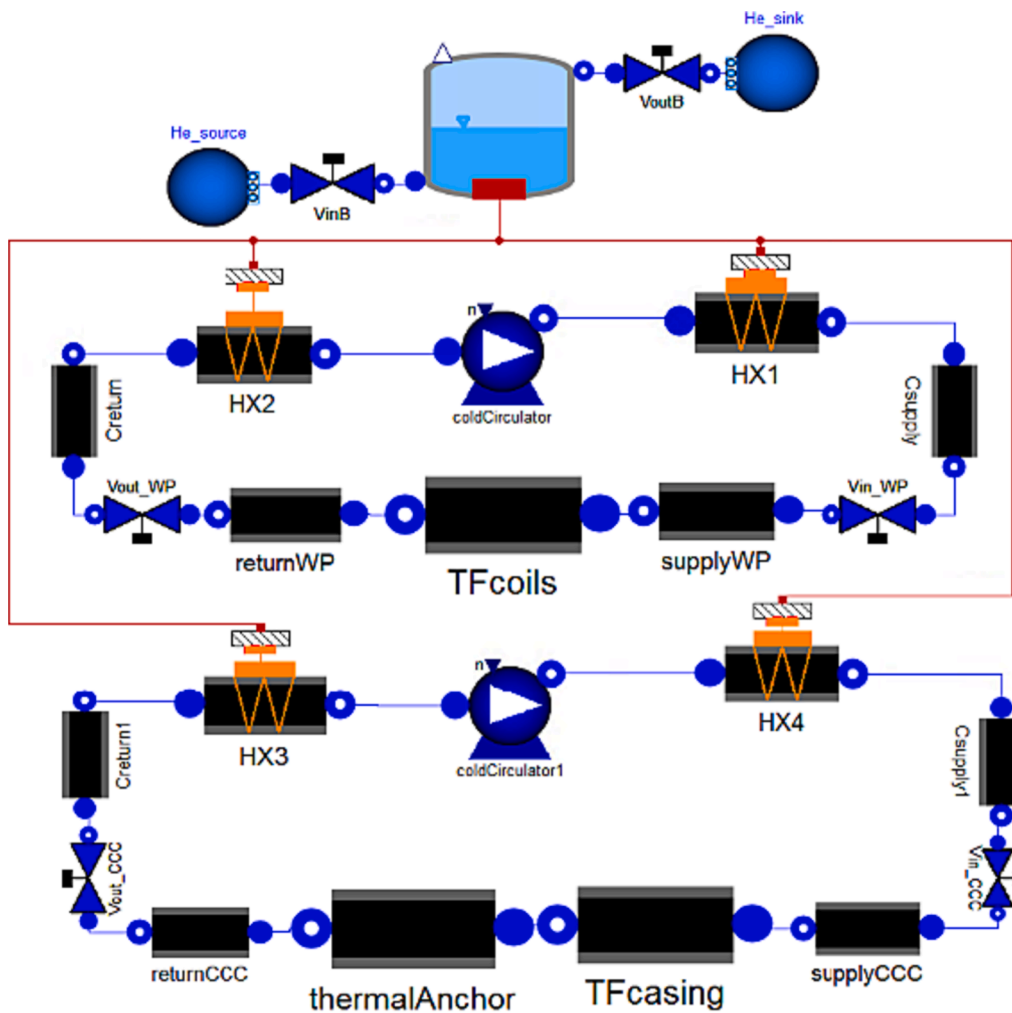 He_sink
VoutB
He_source
VinB
n
HX2
HX1
coldCirculator
Creturn
Csupply
Vout_WP
Vin_WP
returnWP
TFcoils
supplyWP
n
HX3
HX4
coldCirculator1
Creturn1
Csupply1
Vout_CCC
Vin_CCC
returnCCC
supplyCCC
thermalAnchor
TFcasing